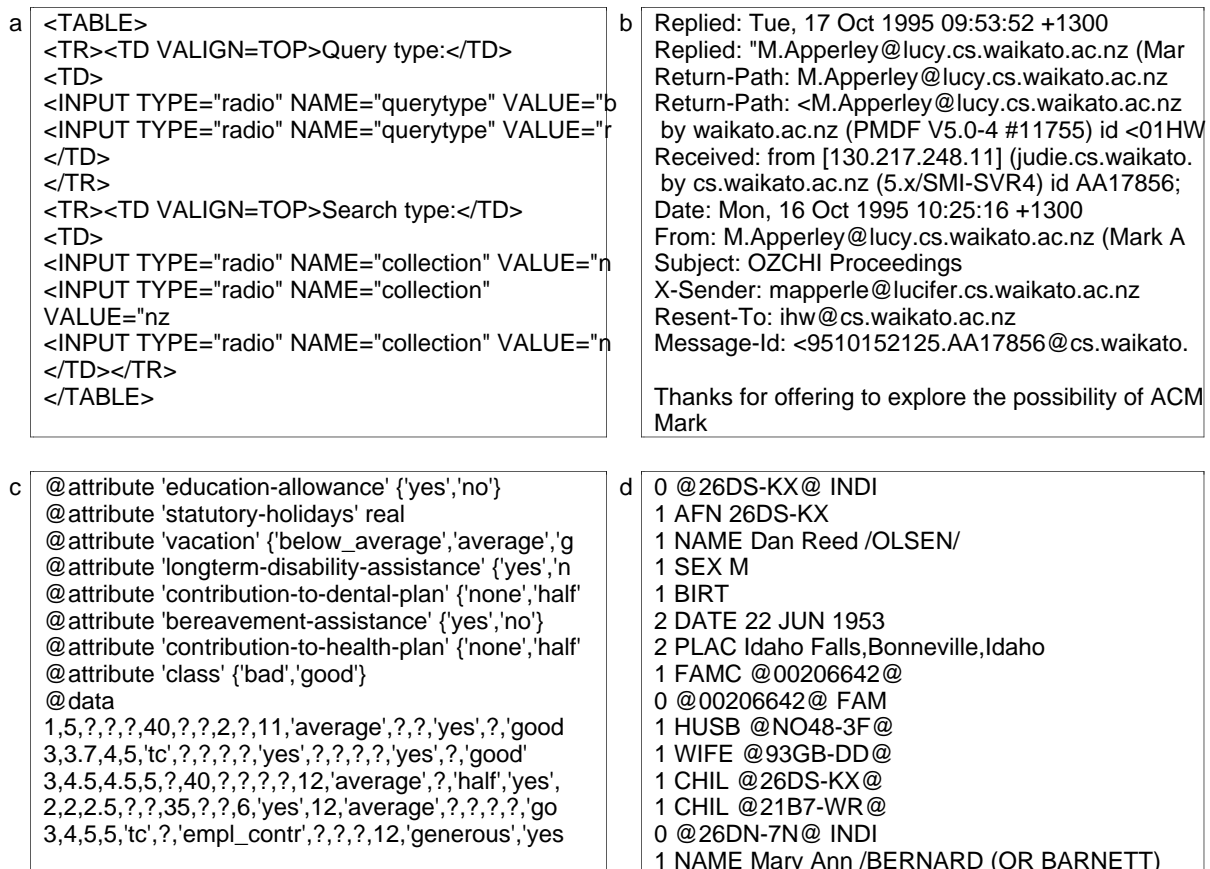 a
<TABLE>
<TR><TD VALIGN=TOP>Query type:</TD>
<TD>
<INPUT TYPE="radio" NAME="querytype" VALUE="b
<INPUT TYPE="radio" NAME="querytype" VALUE="r
</TD>
</TR>
<TR><TD VALIGN=TOP>Search type:</TD>
<TD>
<INPUT TYPE="radio" NAME="collection" VALUE="n
<INPUT TYPE="radio" NAME="collection"
VALUE="nz
<INPUT TYPE="radio" NAME="collection" VALUE="n
</TD></TR>
</TABLE>
b
Replied: Tue, 17 Oct 1995 09:53:52 +1300
Replied: "M.Apperley@lucy.cs.waikato.ac.nz (Mar
Return-Path: M.Apperley@lucy.cs.waikato.ac.nz
Return-Path: <M.Apperley@lucy.cs.waikato.ac.nz
by waikato.ac.nz (PMDF V5.0-4 #11755) id <01HW
Received: from [130.217.248.11] (judie.cs.waikato.
by cs.waikato.ac.nz (5.x/SMI-SVR4) id AA17856;
Date: Mon, 16 Oct 1995 10:25:16 +1300
From: M.Apperley@lucy.cs.waikato.ac.nz (Mark A
Subject: OZCHI Proceedings
X-Sender: mapperle@lucifer.cs.waikato.ac.nz
Resent-To: ihw@cs.waikato.ac.nz
Message-Id: <9510152125.AA17856@cs.waikato.
Thanks for offering to explore the possibility of ACM
Mark
c
@attribute 'education-allowance' {'yes','no'}
@attribute 'statutory-holidays' real
@attribute 'vacation' {'below_average','average','g
@attribute 'longterm-disability-assistance' {'yes','n
@attribute 'contribution-to-dental-plan' {'none','half'
@attribute 'bereavement-assistance' {'yes','no'}
@attribute 'contribution-to-health-plan' {'none','half'
@attribute 'class' {'bad','good'}
@data
1,5,?,?,?,40,?,?,2,?,11,'average',?,?,'yes',?,'good
3,3.7,4,5,'tc',?,?,?,?,'yes',?,?,?,?,'yes',?,'good'
3,4.5,4.5,5,?,40,?,?,?,?,12,'average',?,'half','yes',
2,2,2.5,?,?,35,?,?,6,'yes',12,'average',?,?,?,?,'go
3,4,5,5,'tc',?,'empl_contr',?,?,?,12,'generous','yes
d
0 @26DS-KX@ INDI
1 AFN 26DS-KX
1 NAME Dan Reed /OLSEN/
1 SEX M
1 BIRT
2 DATE 22 JUN 1953
2 PLAC Idaho Falls,Bonneville,Idaho
1 FAMC @00206642@
0 @00206642@ FAM
1 HUSB @NO48-3F@
1 WIFE @93GB-DD@
1 CHIL @26DS-KX@
1 CHIL @21B7-WR@
0 @26DN-7N@ INDI
1 NAME Mary Ann /BERNARD (OR BARNETT)